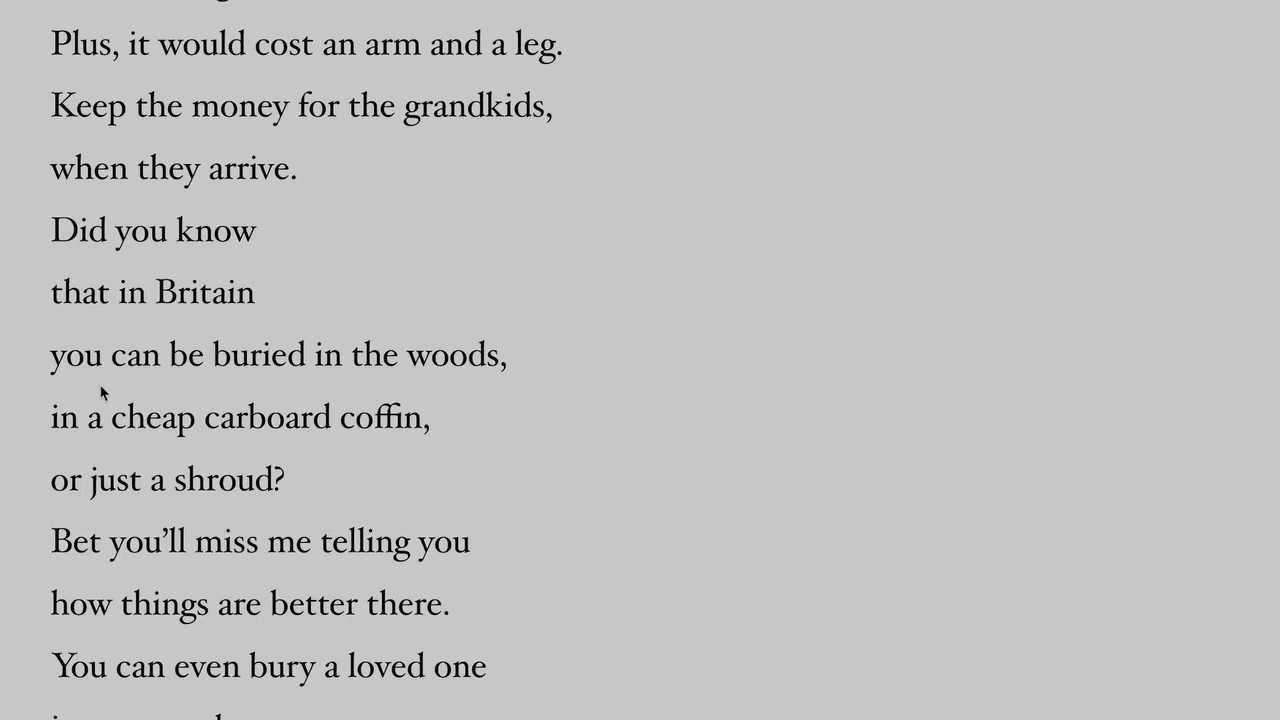 Plus, it would cost an arm and a leg.
Keep the money for the grandkids,
when they arrive.
Did you know
that in Britain
you can be buried in the woods,
in a cheap carboard coffin,
or just a shroud?
Bet you’ll miss me telling you
how things are better there.
You can even bury a loved one